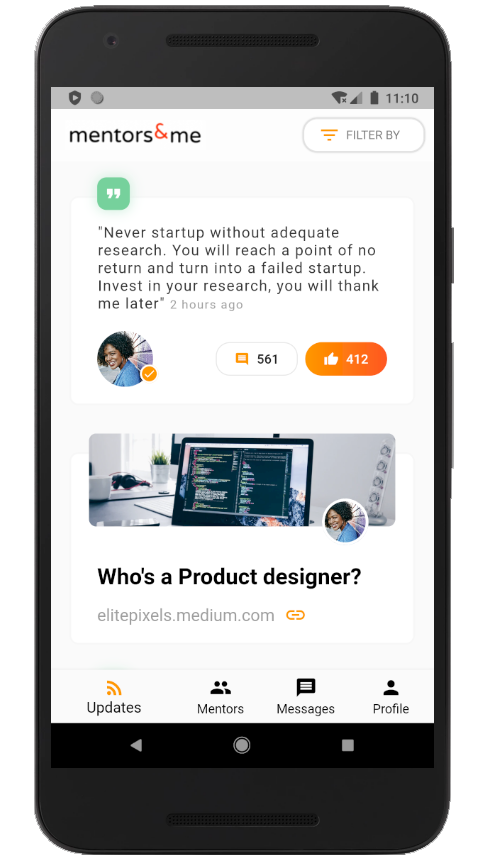 11:10
mentors&me
FILTER BY
"Never startup without adequate
research. You will reach a point of no
return and turn into a failed startup.
Invest in your research, you will thank
me later" 2 hours ago
561
412
Who's a Product designer?
elitepixels.medium.com
Updates
Mentors
Messages
Profile